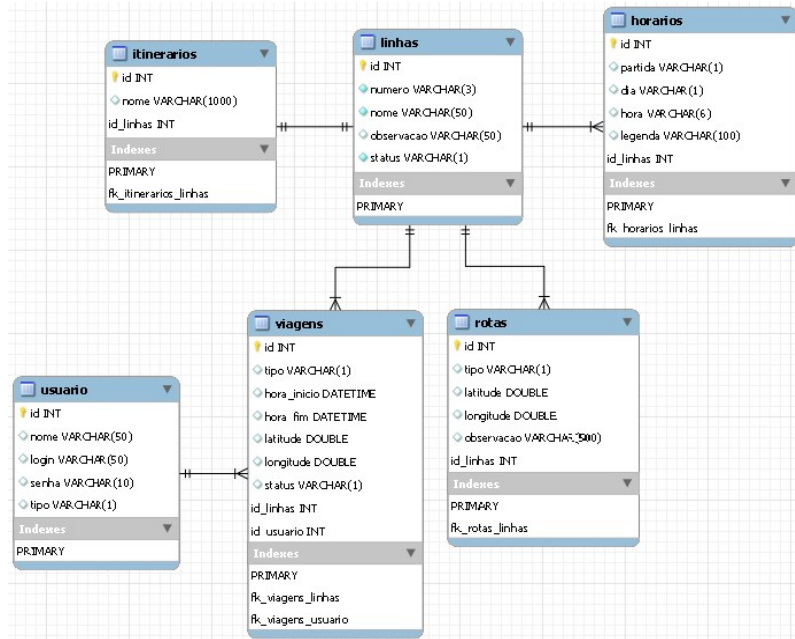 itinerarios
id INT
nome VARCHAR(1000)
id_linhas INT
Indexes
PRIMARY
fk_itinerarios_linhas
linhas
id INT
numero VARCHAR(3)
nome VARCHAR(50)
observacao VARCHAR(50)
status VARCHAR(1)
Indexes
PRIMARY
horarios
id INT
partida VARCHAR(1)
dia VARCHAR(1)
hora VARCHAR(6)
legenda VARCHAR(100)
id_linhas INT
Indexes
PRIMARY
fk_horarios_linhas
usuario
id INT
nome VARCHAR(50)
login VARCHAR(50)
senha VARCHAR(10)
tipo VARCHAR(1)
Indexes
PRIMARY
viagens
id INT
tipo VARCHAR(1)
hora_inicio DATETIME
hora_fim DATETIME
latitude DOUBLE
longitude DOUBLE
status VARCHAR(1)
id_linhas INT
id_usuario INT
Indexes
PRIMARY
fk_viagens_linhas
fk_viagens_usuario
rotas
id INT
tipo VARCHAR(1)
latitude DOUBLE
longitude DOUBLE
observacao
id_linhas INT
Indexes
PRIMARY
fk_rotas_linhas